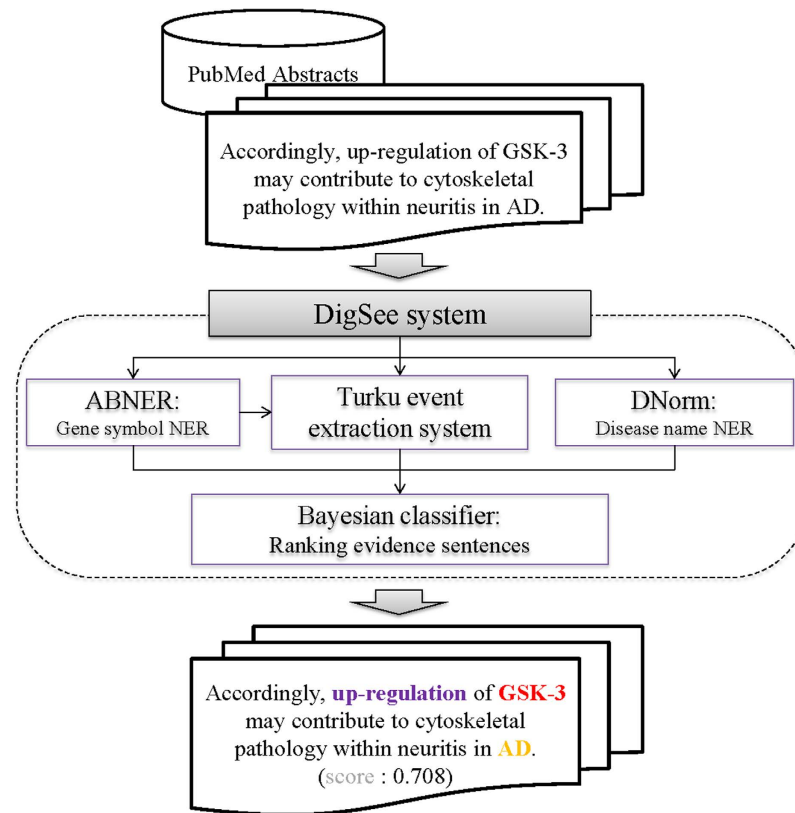 PubMed Abstracts
Accordingly, up-regulation of GSK-3
may contribute to cytoskeletal
pathology within neuritis in AD.
DigSee system
ABNER:
Gene symbol NER
Turku event
extraction system
DNorm:
Disease name NER
Bayesian classifier:
Ranking evidence sentences
Accordingly, up-regulation of GSK-3
may contribute to cytoskeletal
pathology within neuritis in AD.
(score : 0.708)